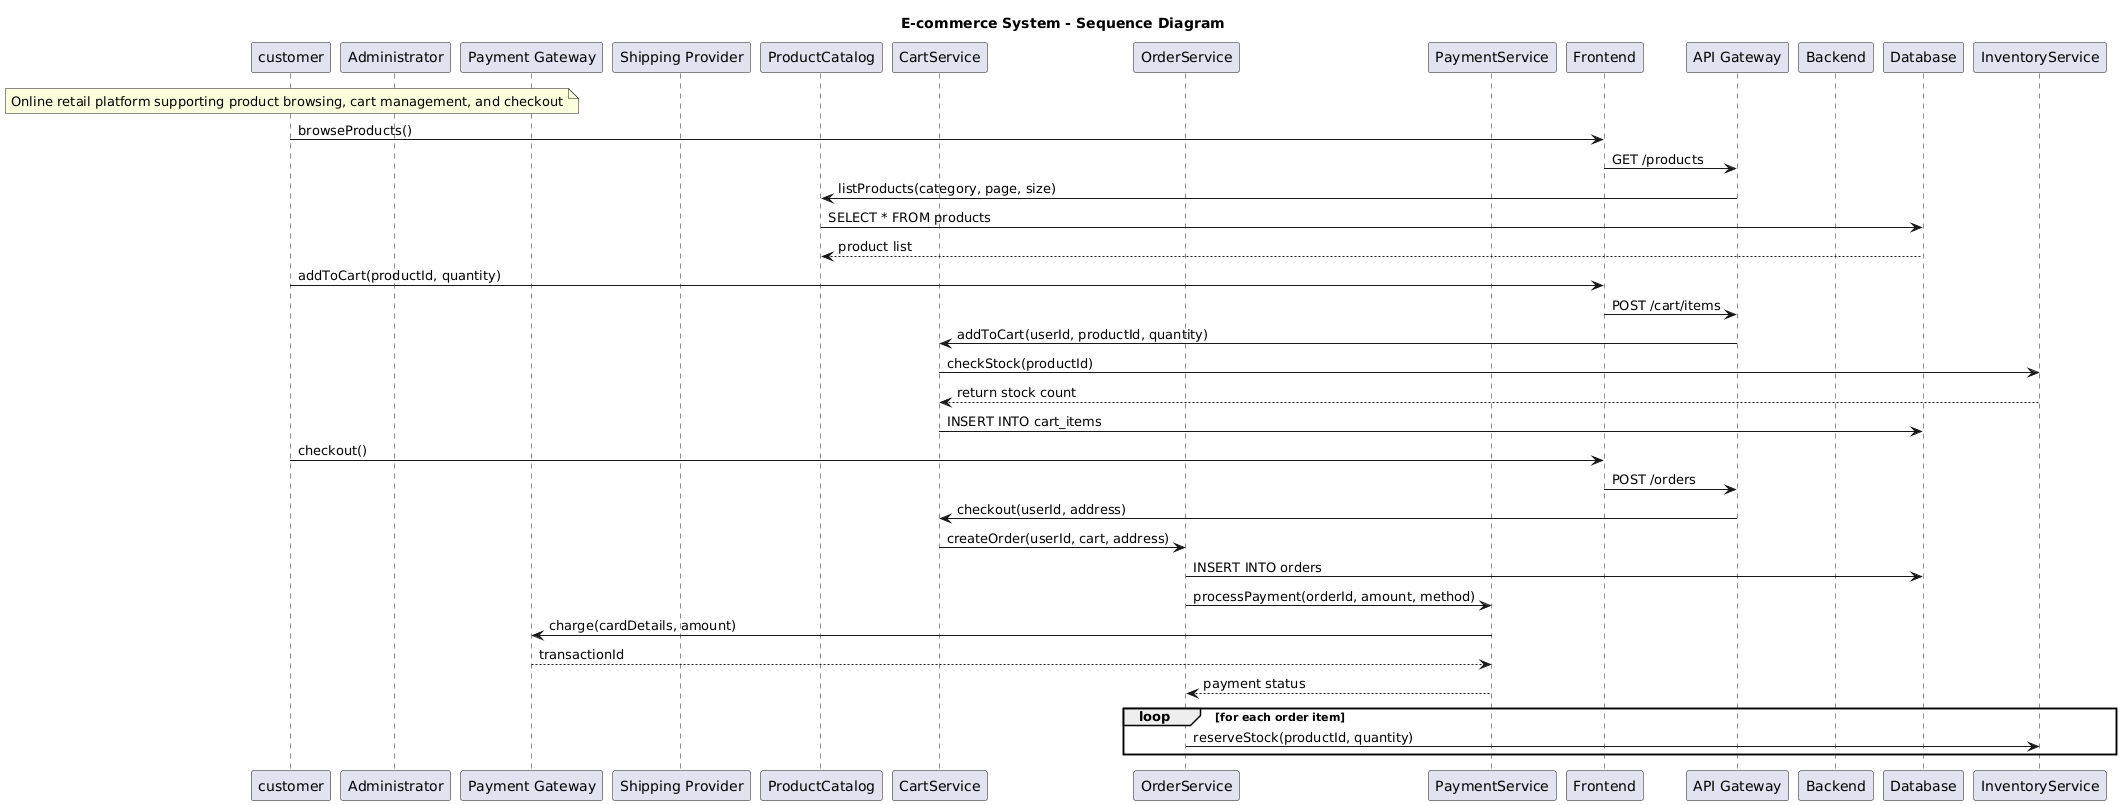 E-commerce System - Sequence Diagram
customer
Administrator
Payment Gateway
Shipping Provider
ProductCatalog
CartService
OrderService
PaymentService
Frontend
API Gateway
Backend
Database
InventoryService
Online retail platform supporting product browsing, cart management, and checkout
browseProducts()
GET /products
listProducts(category, page, size)
SELECT * FROM products
product list
addToCart(productId, quantity)
POST /cart/items
addToCart(userId, productId, quantity)
checkStock(productId)
return stock count
INSERT INTO cart_items
checkout()
POST /orders
checkout(userId, address)
createOrder(userId, cart, address)
INSERT INTO orders
processPayment(orderId, amount, method)
charge(cardDetails, amount)
transactionId
payment status
loop [for each order item]
reserveStock(productId, quantity)
customer
Administrator
Payment Gateway
Shipping Provider
ProductCatalog
CartService
OrderService
PaymentService
Frontend
API Gateway
Backend
Database
InventoryService